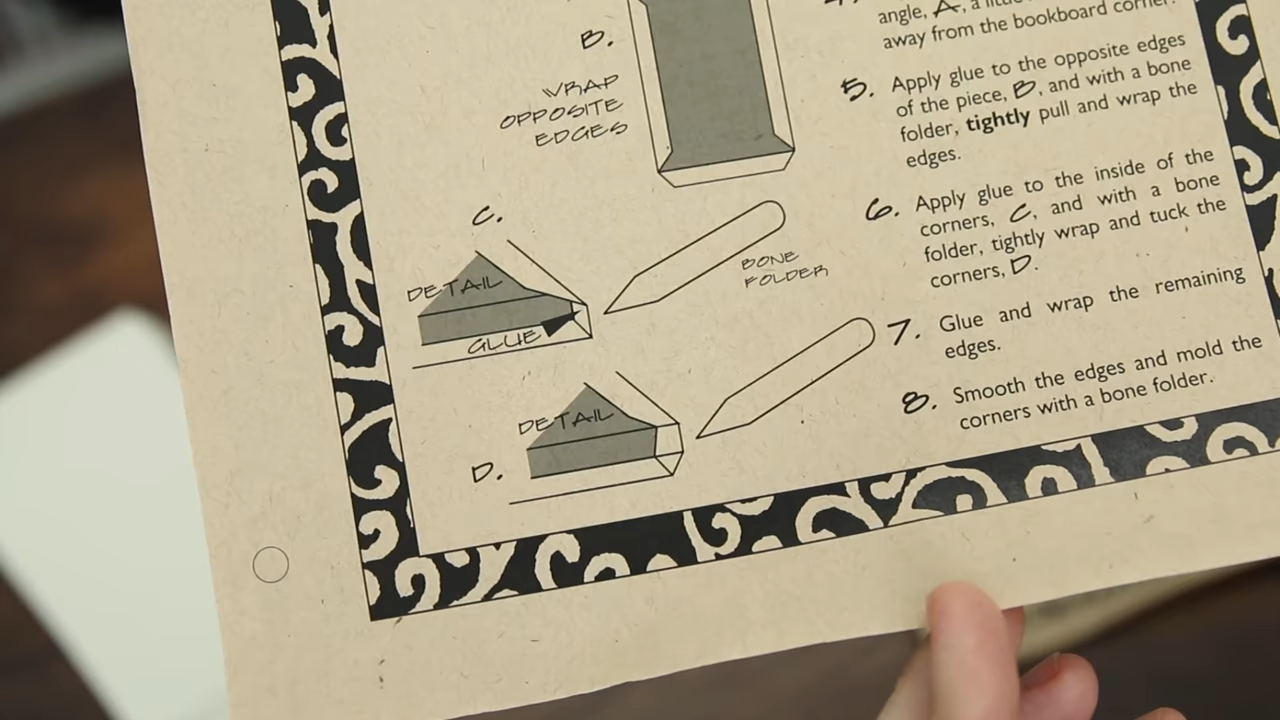 B.
WRAP
OPPOSITE
EDGES
C.
DETAIL
GLUE
BONE
FOLDER
DETAIL
D.
angle, A, a
away from the bookboard corner.
5. Apply glue to the opposite edges
of the piece, B, and with a bone
folder, tightly pull and wrap the
edges.
6. Apply glue to the inside of the
corners, C, and with a bone
folder, tightly wrap and tuck the
corners, D.
7. Glue and wrap the remaining
edges.
8. Smooth the edges and mold the
corners with a bone folder.